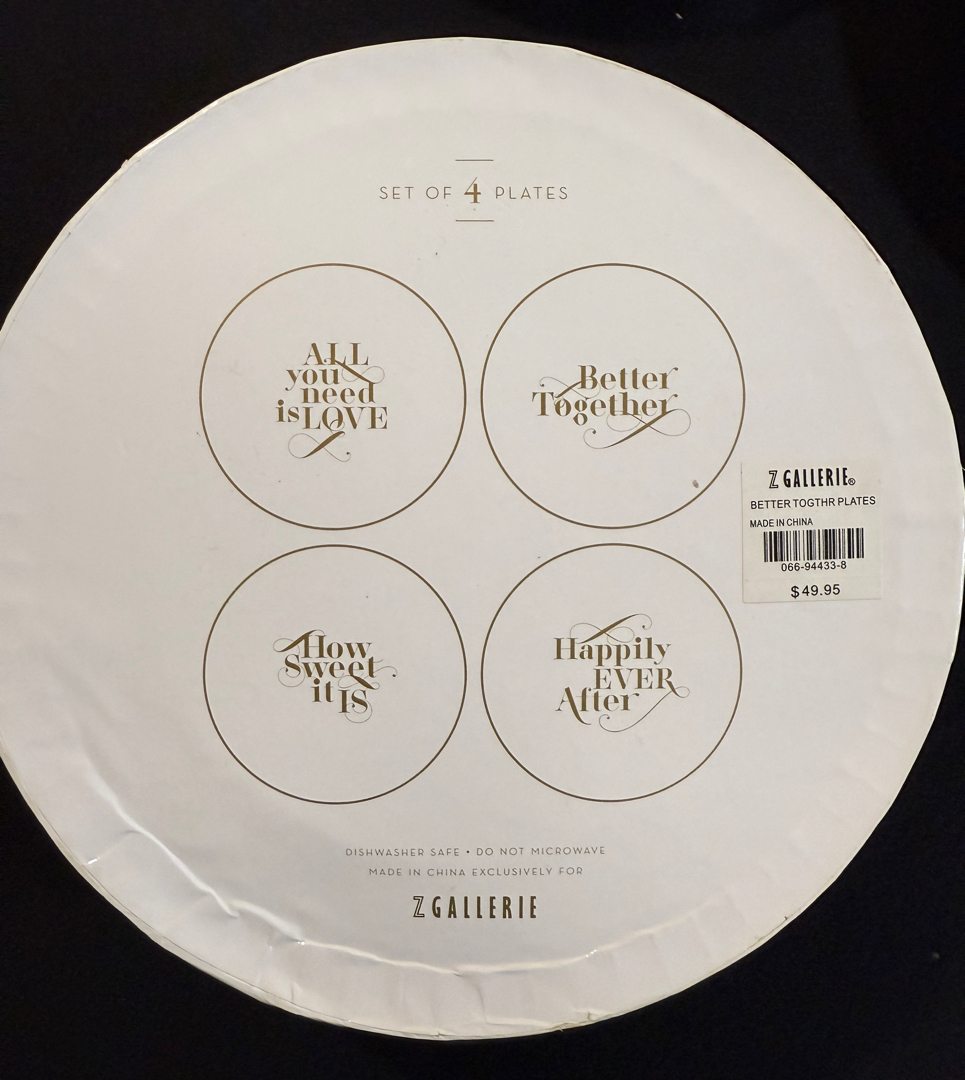 SET OF 4 PLATES
ALL
you
need
is LOVE
Better
Together
Z GALLERIE®
BETTER TOGTHR PLATES
MADE IN CHINA
066-94433-8
$49.95
How
Sweet
it IS
Happily
EVER
After
DISHWASHER SAFE • DO NOT MICROWAVE
MADE IN CHINA EXCLUSIVELY FOR
Z GALLERIE